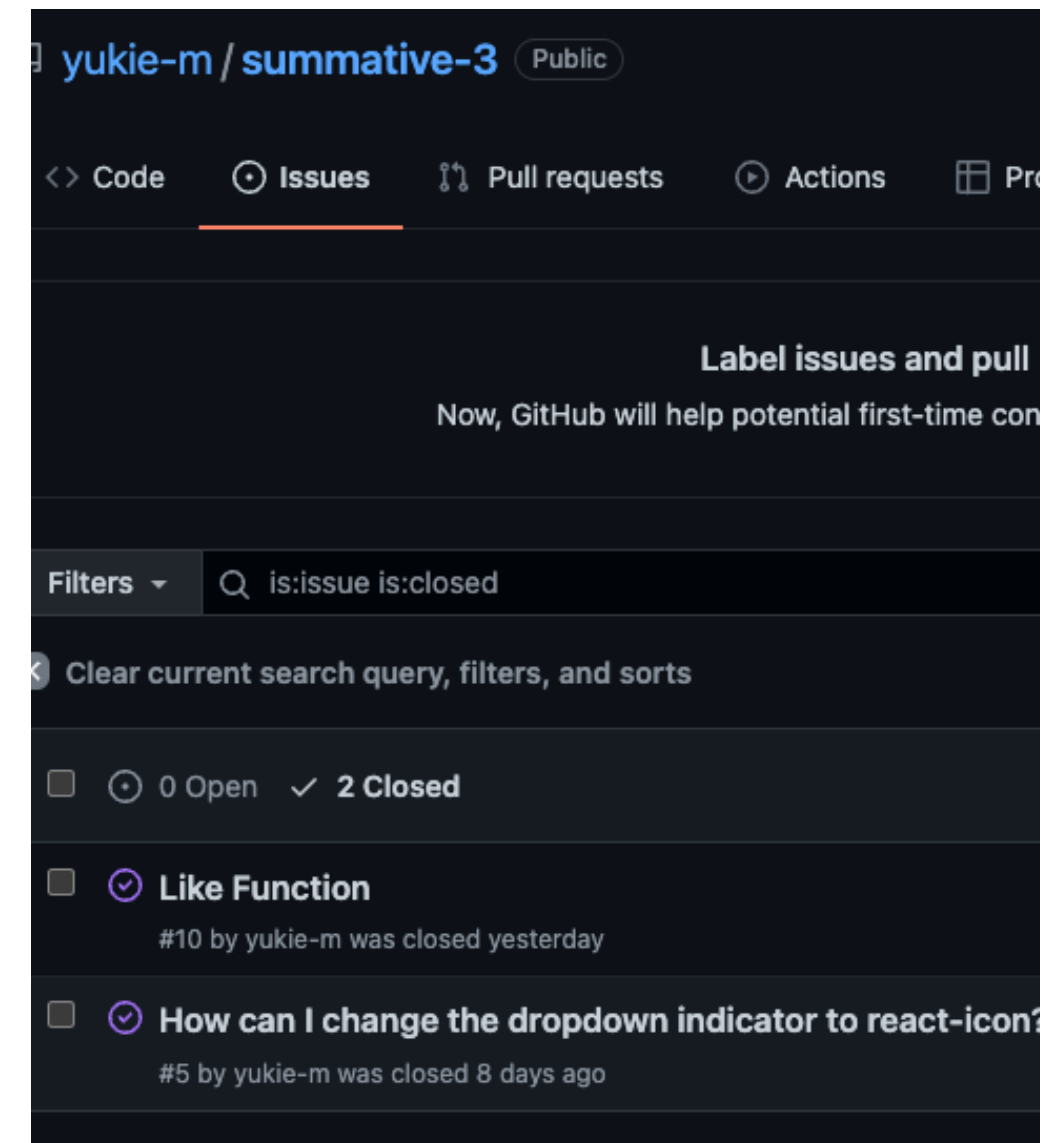 yukie-m / summative-3 Public
Code Issues Pull requests Actions
Label issues and pull
Now, GitHub will help potential first-time
Filters is:issue is:closed
Clear current search query, filters, and sorts
0 Open 2 Closed
Like Function
#10 by yukie-m was closed yesterday
How can I change the dropdown indicator to react-icon?
#5 by yukie-m was closed 8 days ago